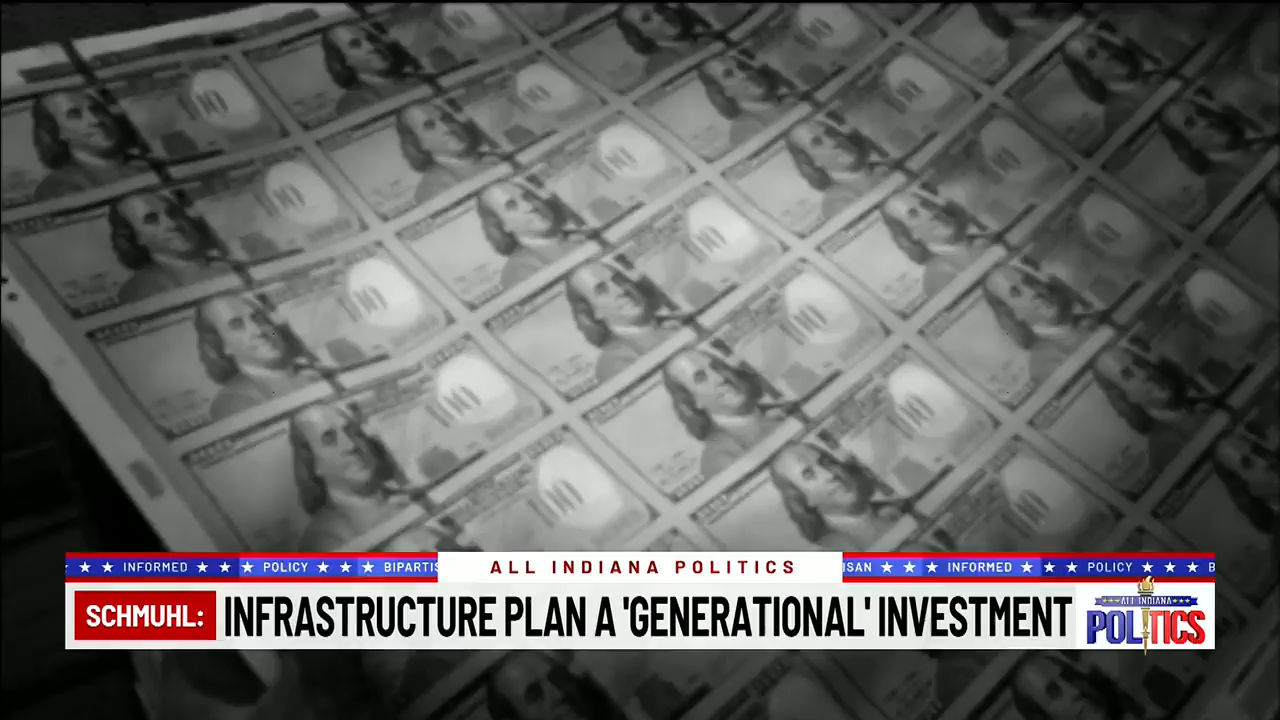 ALL INDIANA POLITICS
★ ★ INFORMED ★ ★ ★ POLICY ★ ★ ★ BIPARTIS
ISAN ★ ★ ★ INFORMED ★ ★ ★ POLICY ★ ★ ★ B
SCHMUHL: INFRASTRUCTURE PLAN A 'GENERATIONAL' INVESTMENT
ALL INDIANA
POLITICS